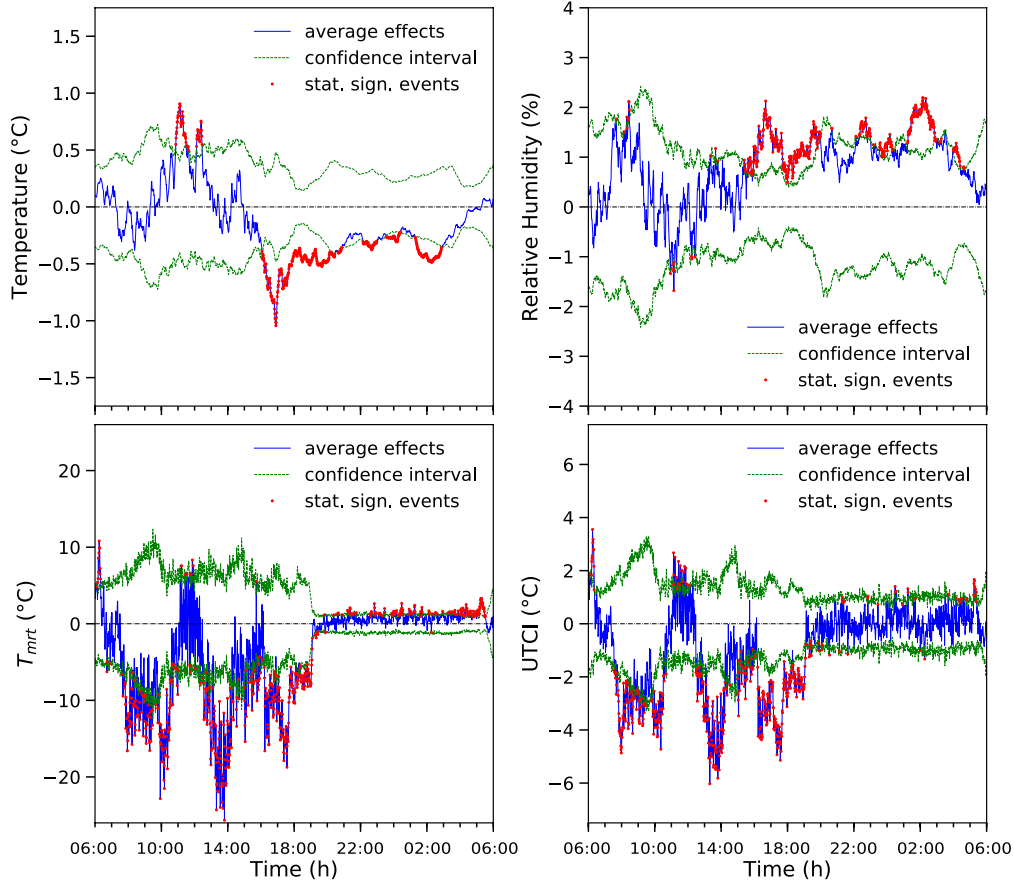 1.5
1.0
0.5
0.0
−0.5
−1.0
−1.5
Temperature (°C)
average effects
confidence interval
stat. sign. events
4
3
2
1
0
−1
−2
−3
−4
Relative Humidity (%)
average effects
confidence interval
stat. sign. events
20
10
0
−10
−20
Tmrt (°C)
average effects
confidence interval
stat. sign. events
06:00 10:00 14:00 18:00 22:00 02:00 06:00
Time (h)
6
4
2
0
−2
−4
−6
UTCI (°C)
average effects
confidence interval
stat. sign. events
06:00 10:00 14:00 18:00 22:00 02:00 06:00
Time (h)